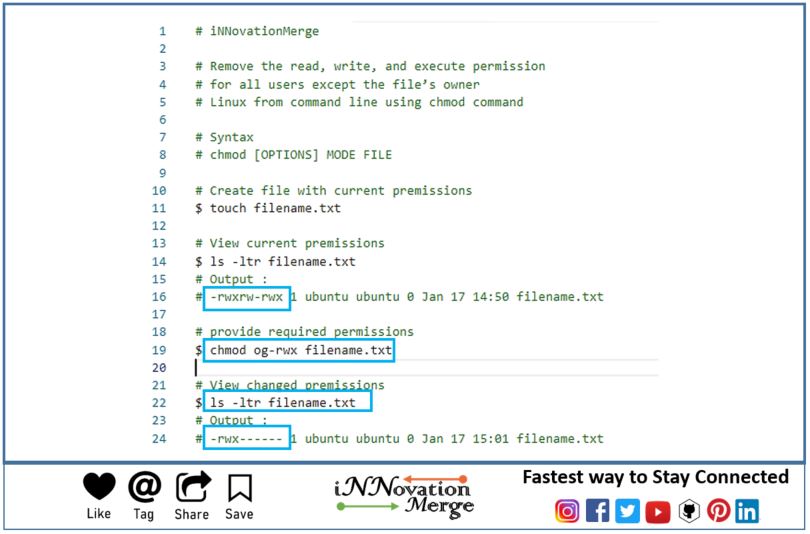 1 # iNNovationMerge
2
3 # Remove the read, write, and execute permission
4 # for all users except the file's owner
5 # Linux from command line using chmod command
6
7 # Syntax
8 # chmod [OPTIONS] MODE FILE
9
10 # Create file with current premissions
11 $ touch filename.txt
12
13 # View current premissions
14 $ ls -ltr filename.txt
15 # Output :
16 # -rwxrw-rwx 1 ubuntu ubuntu 0 Jan 17 14:50 filename.txt
17
18 # provide required permissions
19 $ chmod og-rwx filename.txt
20
21 # View changed premissions
22 $ ls -ltr filename.txt
23 # Output :
24 # -rwx------ 1 ubuntu ubuntu 0 Jan 17 15:01 filename.txt
Like Tag Share Save
iNNovation
Merge
Fastest way to Stay Connected